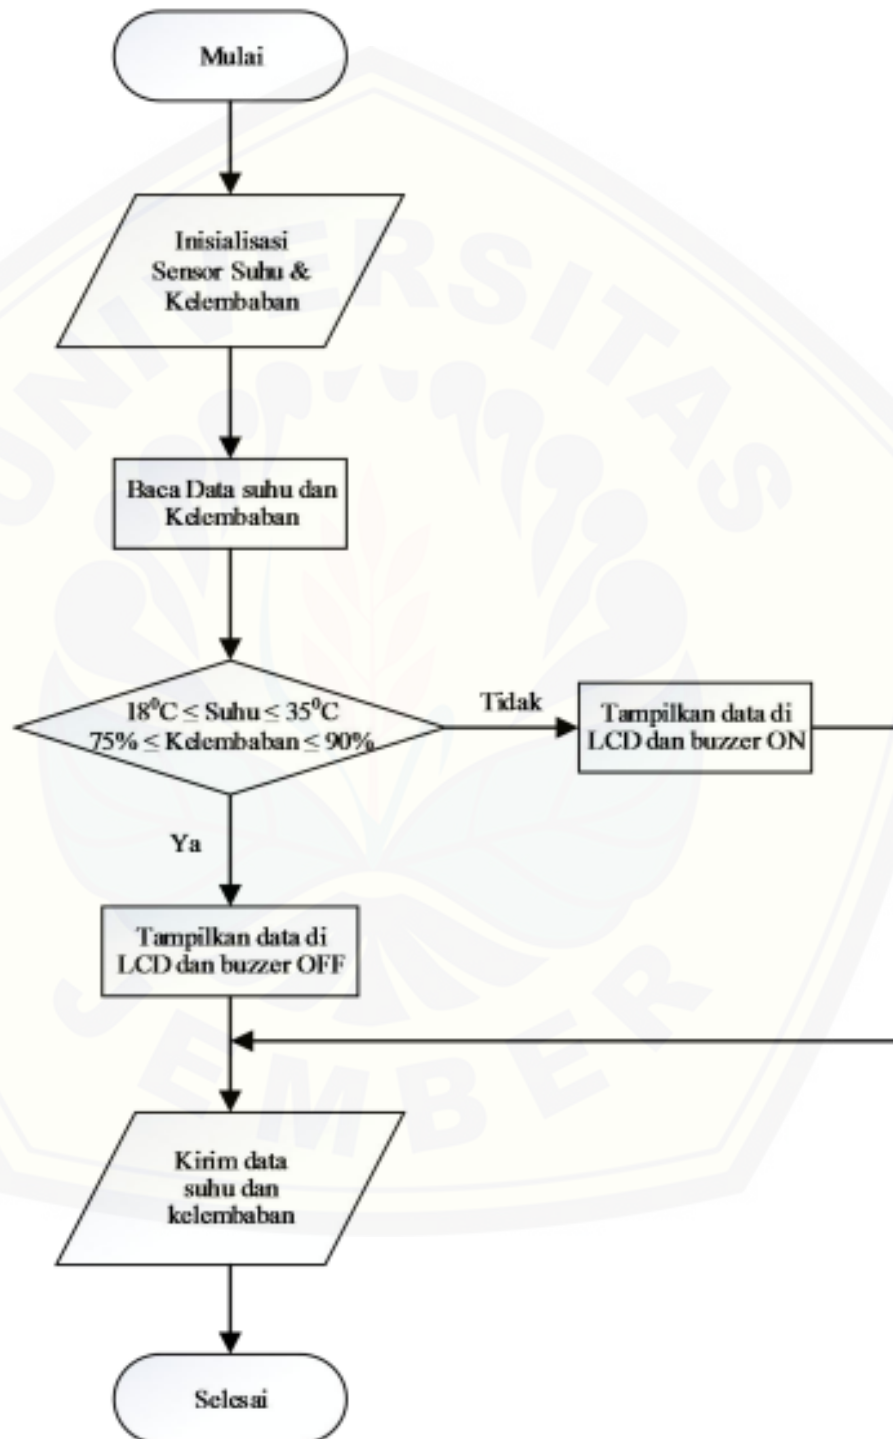 Mulai
Inisialisasi
Sensor Suhu &
Kelembaban
Baca Data suhu dan
Kelembaban
18⁰C ≤ Suhu ≤ 35⁰C
75% ≤ Kelembaban ≤ 90%
Tidak
Tampilkan data di
LCD dan buzzer ON
Ya
Tampilkan data di
LCD dan buzzer OFF
Kirim data
suhu dan
kelembaban
Selesai
UNIVERSITAS
JEMBER